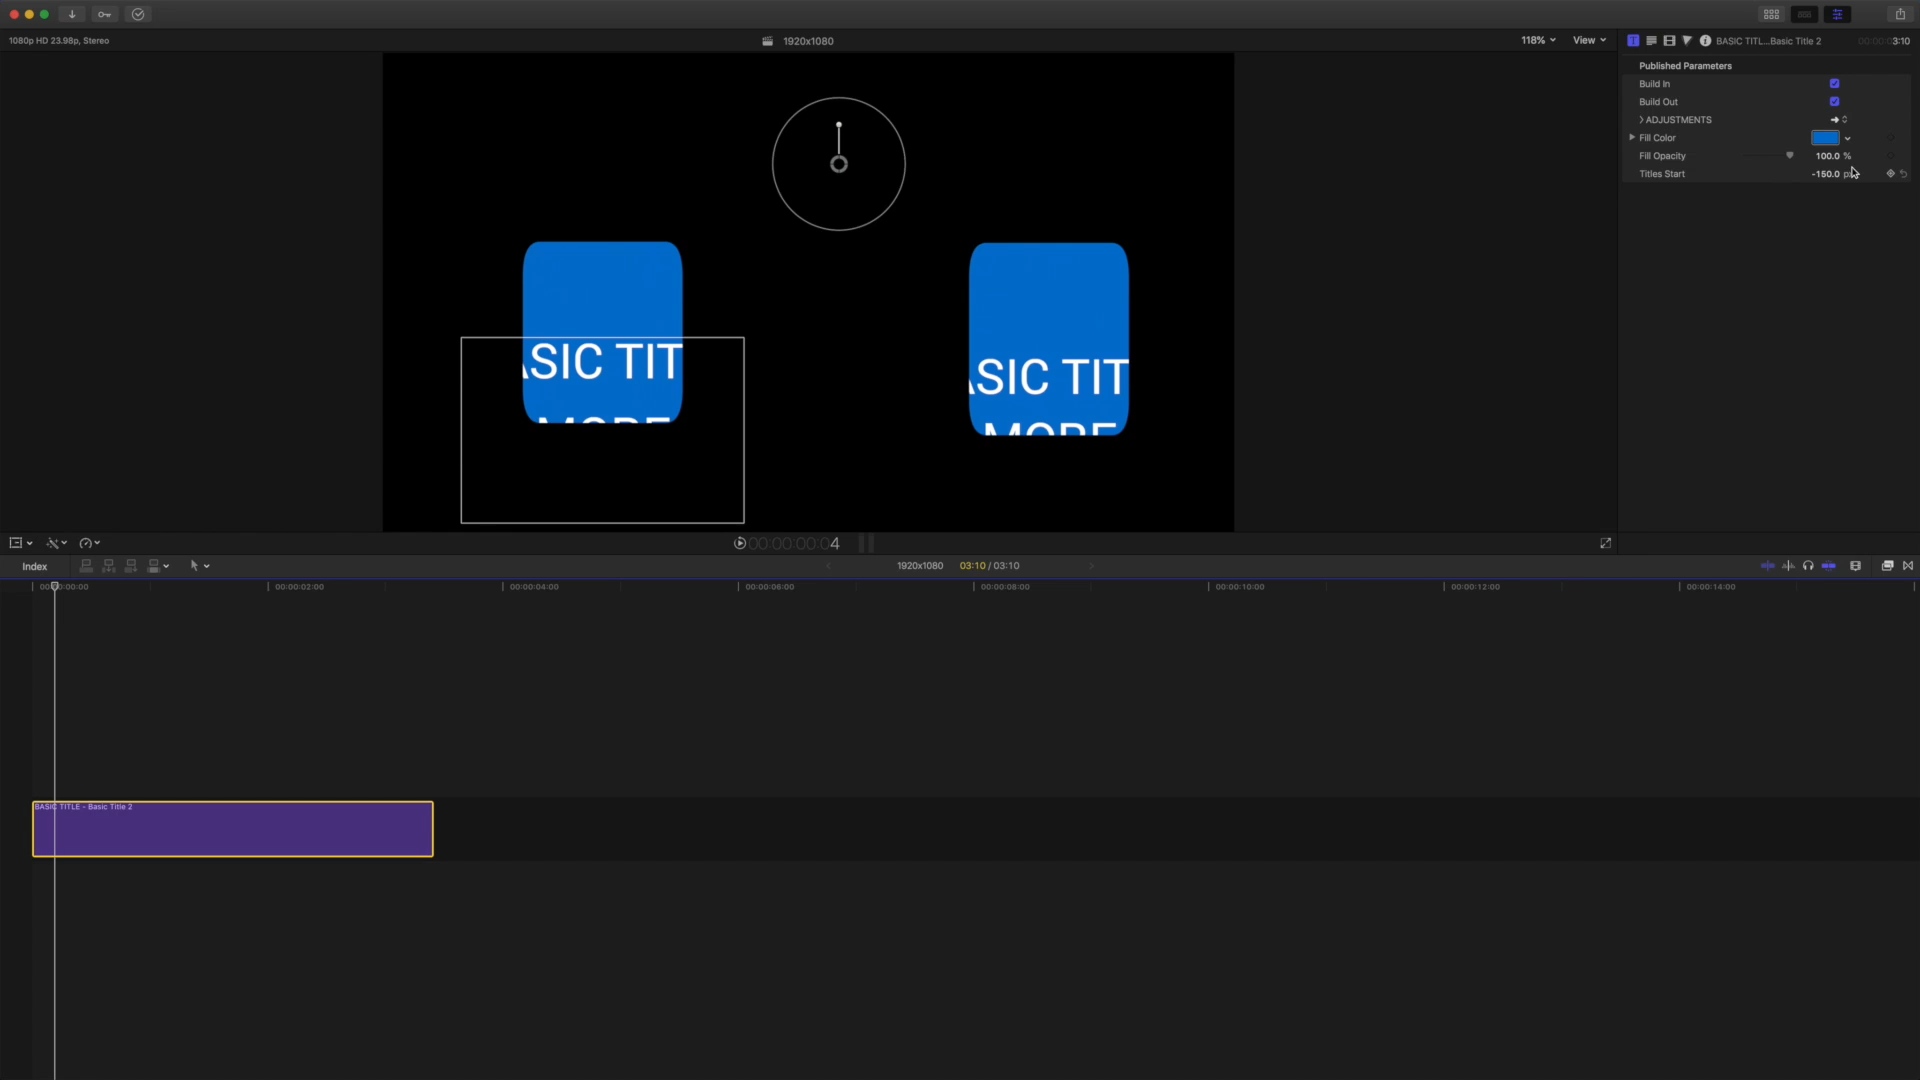 1080p HD 23.98p, Stereo
1920x1080
118%
View
BASIC TITL...Basic Title 2
3:10
Published Parameters
Build In
Build Out
ADJUSTMENTS
Fill Color
Fill Opacity
100.0 %
Titles Start
-150.0
ASIC TIT
MORE
ASIC TIT
MORE
00:00:00:04
Index
1920x1080
03:10 / 03:10
00:00:02:00
00:00:04:00
00:00:06:00
00:00:08:00
00:00:10:00
00:00:12:00
00:00:14:00
BASIC TITLE - Basic Title 2